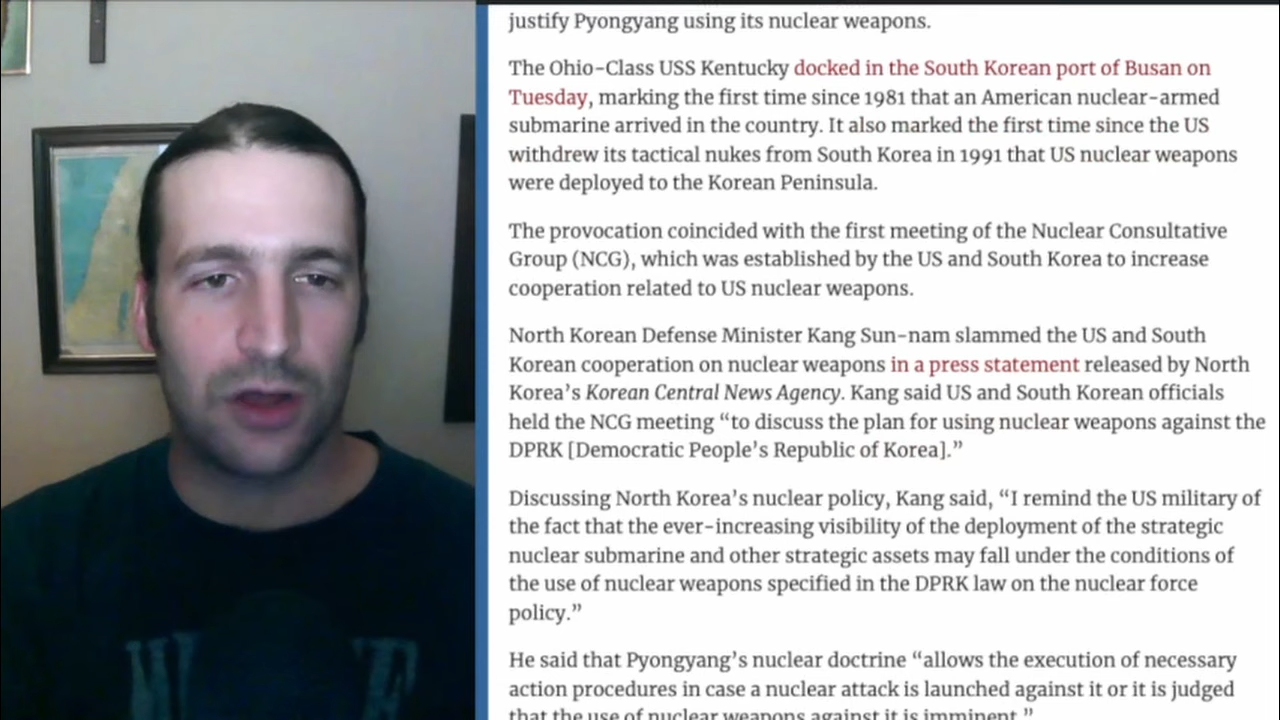 justify Pyongyang using its nuclear weapons.
The Ohio-Class USS Kentucky docked in the South Korean port of Busan on
Tuesday, marking the first time since 1981 that an American nuclear-armed
submarine arrived in the country. It also marked the first time since the US
withdrew its tactical nukes from South Korea in 1991 that US nuclear weapons
were deployed to the Korean Peninsula.
The provocation coincided with the first meeting of the Nuclear Consultative
Group (NCG), which was established by the US and South Korea to increase
cooperation related to US nuclear weapons.
North Korean Defense Minister Kang Sun-nam slammed the US and South
Korean cooperation on nuclear weapons in a press statement released by North
Korea’s Korean Central News Agency. Kang said US and South Korean officials
held the NCG meeting “to discuss the plan for using nuclear weapons against the
DPRK [Democratic People’s Republic of Korea].”
Discussing North Korea’s nuclear policy, Kang said, “I remind the US military of
the fact that the ever-increasing visibility of the deployment of the strategic
nuclear submarine and other strategic assets may fall under the conditions of
the use of nuclear weapons specified in the DPRK law on the nuclear force
policy.”
He said that Pyongyang’s nuclear doctrine “allows the execution of necessary
action procedures in case a nuclear attack is launched against it or it is judged
that the use of nuclear weapons against it is imminent.”